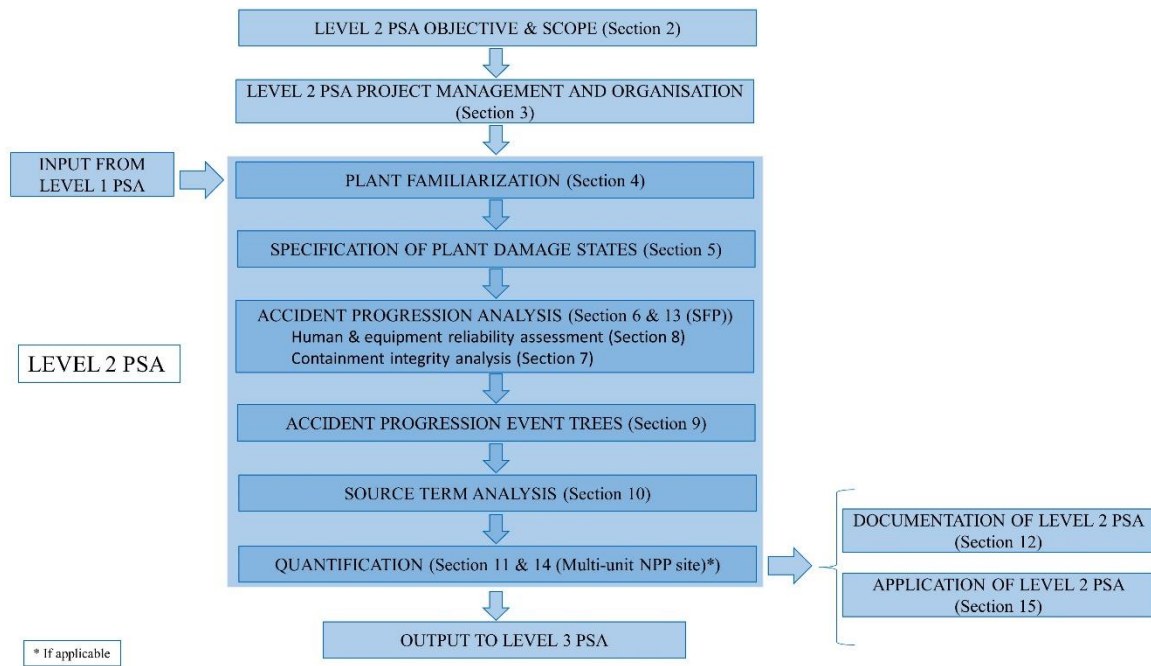 LEVEL 2 PSA OBJECTIVE & SCOPE (Section 2)
LEVEL 2 PSA PROJECT MANAGEMENT AND ORGANISATION
(Section 3)
INPUT FROM
LEVEL 1 PSA
PLANT FAMILIARIZATION (Section 4)
SPECIFICATION OF PLANT DAMAGE STATES (Section 5)
ACCIDENT PROGRESSION ANALYSIS (Section 6 & 13 (SFP))
Human & equipment reliability assessment (Section 8)
Containment integrity analysis (Section 7)
LEVEL 2 PSA
ACCIDENT PROGRESSION EVENT TREES (Section 9)
SOURCE TERM ANALYSIS (Section 10)
QUANTIFICATION (Section 11 & 14 (Multi-unit NPP site)*)
DOCUMENTATION OF LEVEL 2 PSA
(Section 12)
APPLICATION OF LEVEL 2 PSA
(Section 15)
OUTPUT TO LEVEL 3 PSA
* If applicable